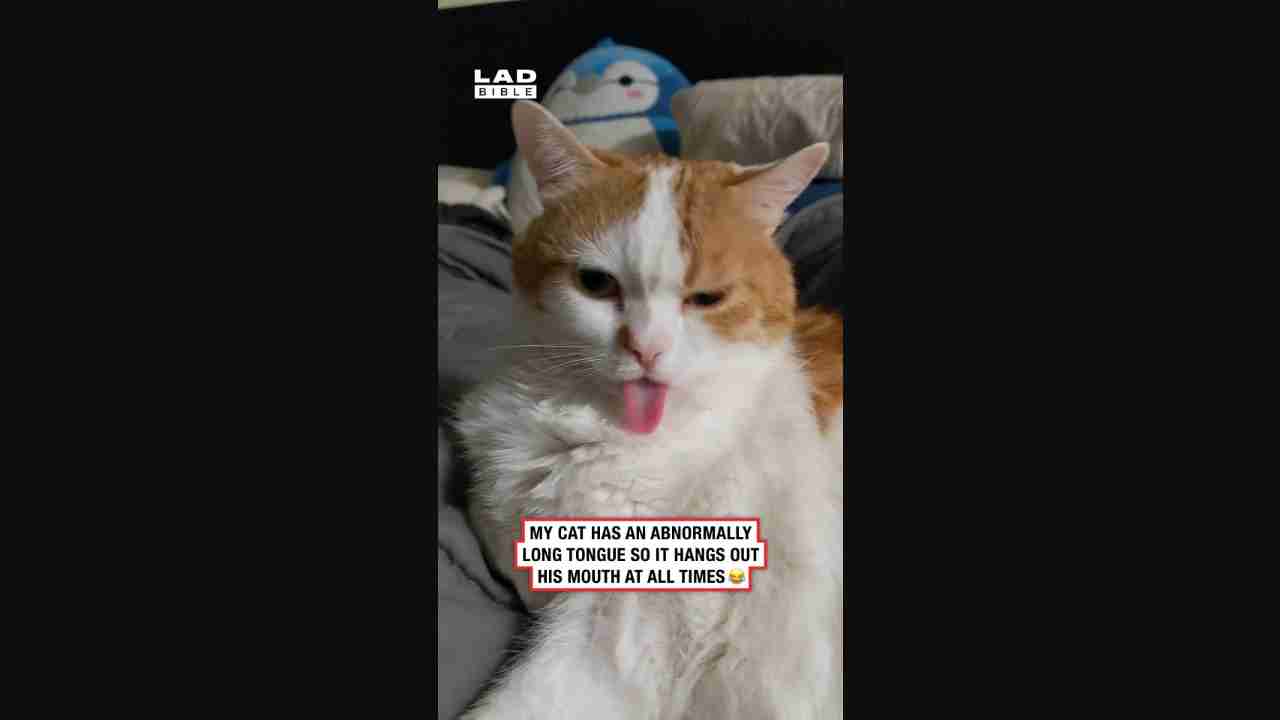 LAD
BIBLE
MY CAT HAS AN ABNORMALLY
LONG TONGUE SO IT HANGS OUT
HIS MOUTH AT ALL TIMES 😂